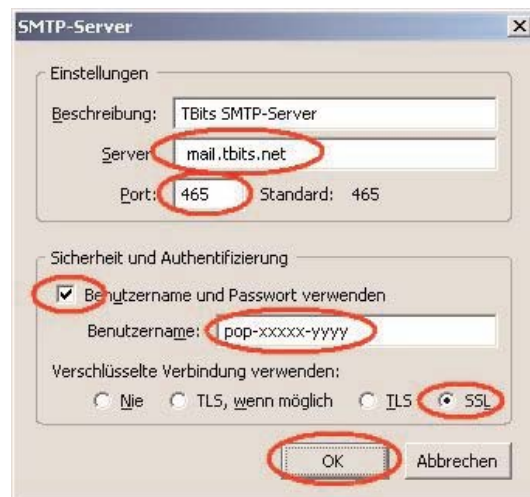 SMTP-Server
Einstellungen
Beschreibung: TBits SMTP-Server
Server: mail.tbits.net
Port: 465 Standard: 465
Sicherheit und Authentifizierung
Benutzername und Passwort verwenden
Benutzername: pop-xxxxx-yyyy
Verschlüsselte Verbindung verwenden:
Nie TLS, wenn möglich TLS SSL
OK Abbrechen